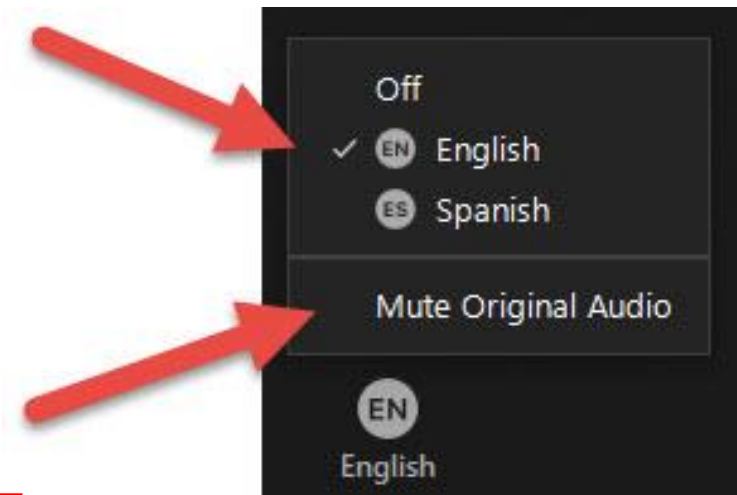 Off
EN English
ES Spanish
Mute Original Audio
EN
English